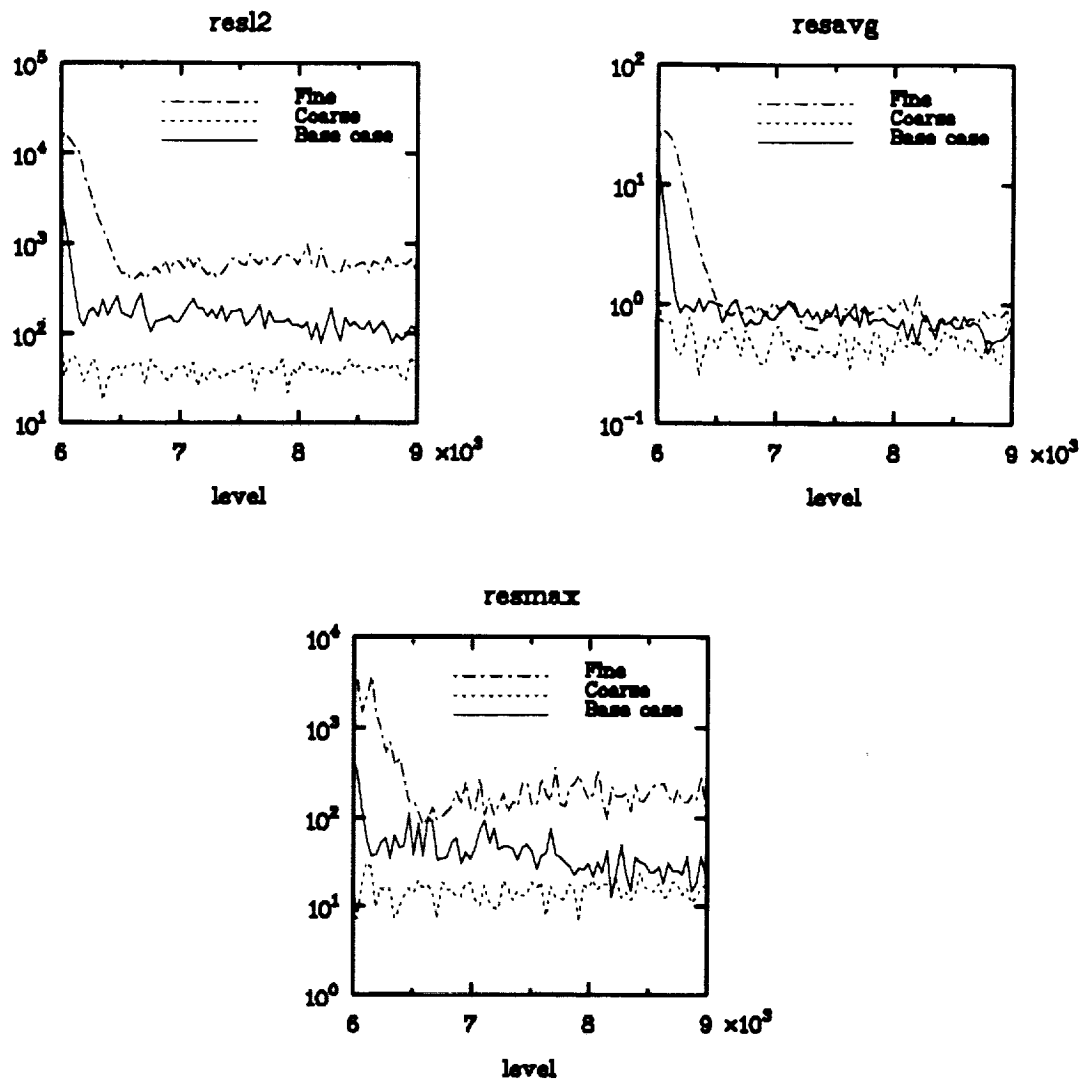 resl2
10^5
10^4
10^3
10^2
10^1
Fine
Coarse
Base case
6 7 8 9 ×10^3
level
resavg
10^2
10^1
10^0
10^-1
Fine
Coarse
Base case
6 7 8 9 ×10^3
level
resmax
10^4
10^3
10^2
10^1
10^0
Fine
Coarse
Base case
6 7 8 9 ×10^3
level